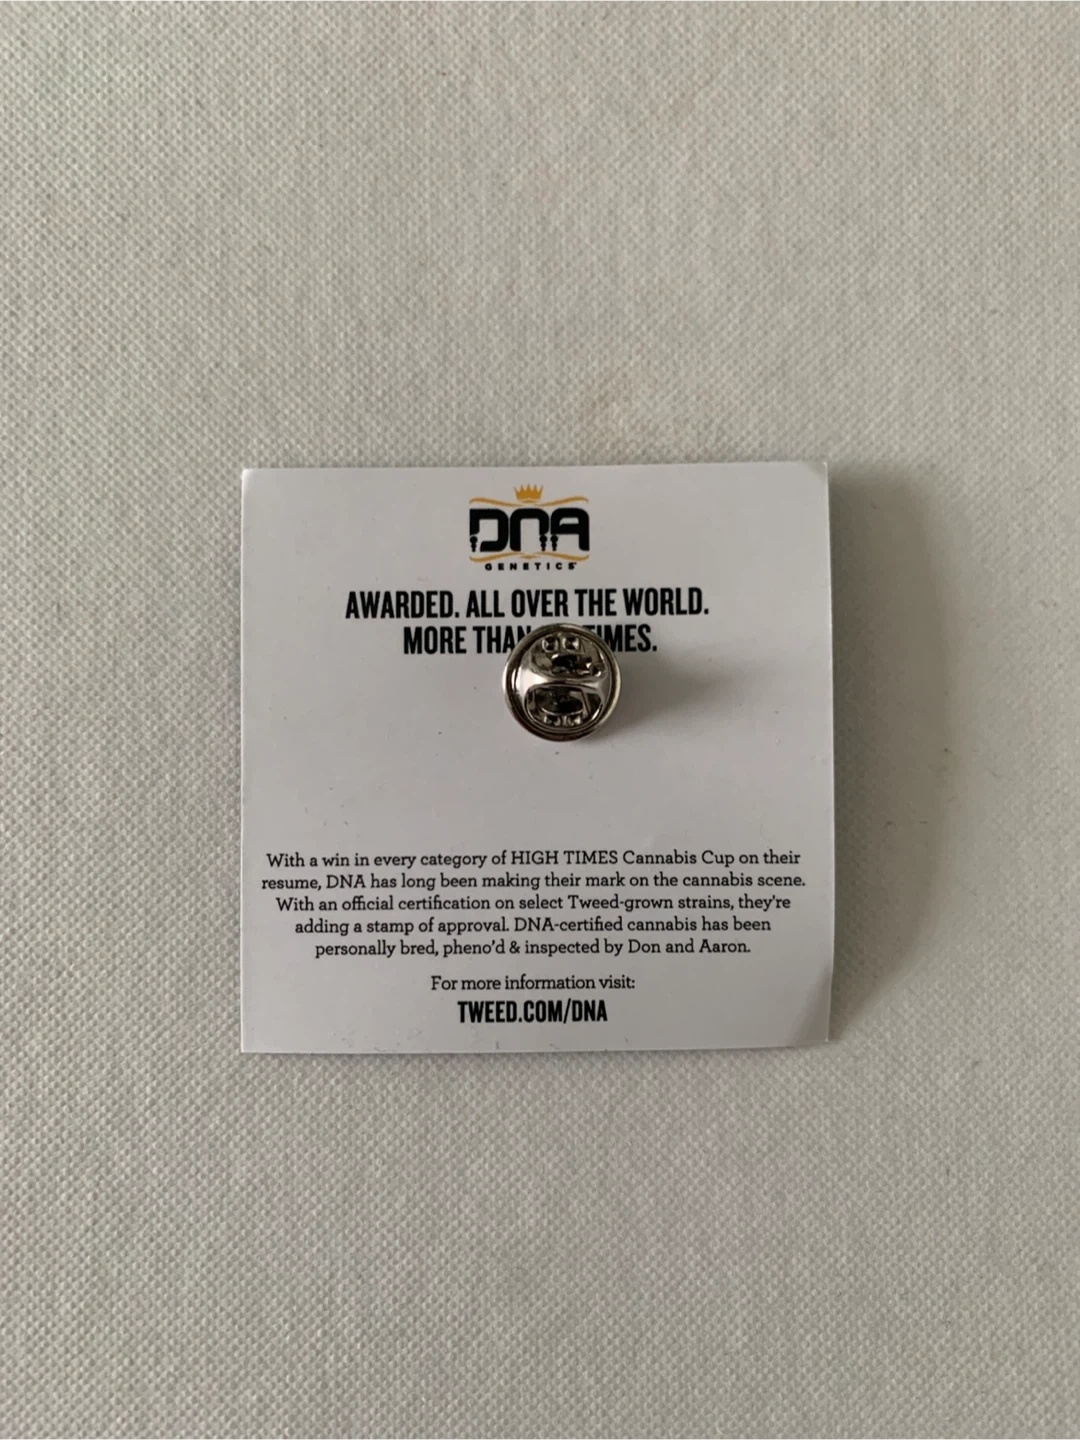 DNA
GENETICS
AWARDED. ALL OVER THE WORLD.
MORE THAN TIMES.
With a win in every category of HIGH TIMES Cannabis Cup on their
resume, DNA has long been making their mark on the cannabis scene.
With an official certification on select Tweed-grown strains, they're
adding a stamp of approval. DNA-certified cannabis has been
personally bred, pheno'd & inspected by Don and Aaron.
For more information visit:
TWEED.COM/DNA